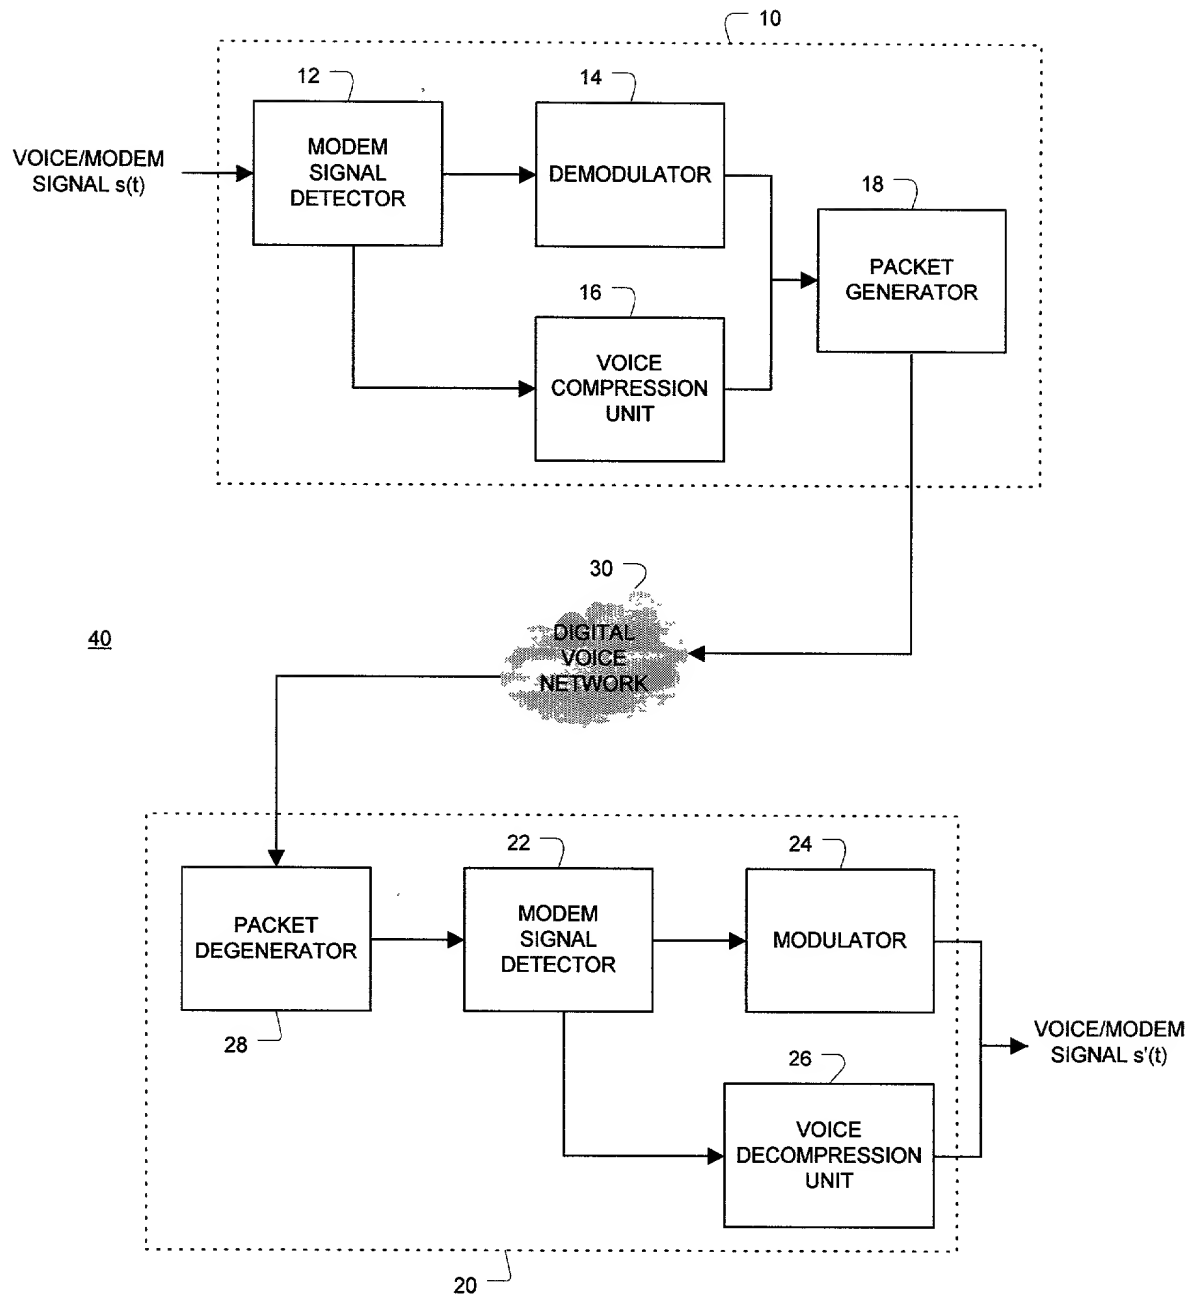 10
12
14
MODEM
SIGNAL
DETECTOR
DEMODULATOR
VOICE/MODEM
SIGNAL s(t)
18
PACKET
GENERATOR
16
VOICE
COMPRESSION
UNIT
30
DIGITAL
VOICE
NETWORK
40
22
24
PACKET
DEGENERATOR
MODEM
SIGNAL
DETECTOR
MODULATOR
28
VOICE/MODEM
SIGNAL s'(t)
26
VOICE
DECOMPRESSION
UNIT
20